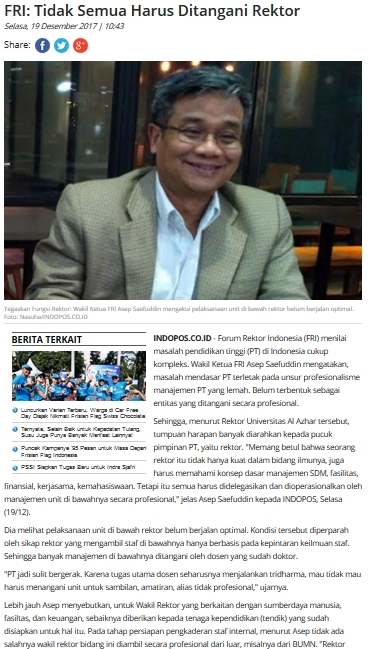 FRI: Tidak Semua Harus Ditangani Rektor
Selasa, 19 Desember 2017 | 10:43
Share:
Tegaskan Fungsi Rektor: Wakil Ketua FRI Asep Saefuddin mengakui pelaksanaan unit di bawah rektor belum berjalan optimal.
Foto: Nasuha/INDOPOS.CO.ID
BERITA TERKAIT
Luncurkan Varian Terbaru, Warga di Car Free
Day Diajak Nikmati Frisian Flag Swiss Chocolate
Ternyata, Selain Baik untuk Kepadatan Tulang,
Susu Juga Punya Banyak Manfaat Lainnya!
Puncak Kempanye '95 Pesan untuk Masa Depan'
Frisian Flag Indonesia
PSSI Siapkan Tugas Baru untuk Indra Sjafri
INDOPOS.CO.ID - Forum Rektor Indonesia (FRI) menilai
masalah pendidikan tinggi (PT) di Indonesia cukup
kompleks. Wakil Ketua FRI Asep Saefuddin mengatakan,
masalah mendasar PT terletak pada unsur profesionalisme
manajemen PT yang lemah. Belum terbentuk sebagai
entitas yang ditangani secara profesional.
Sehingga, menurut Rektor Universitas Al Azhar tersebut,
tumpuan harapan banyak diarahkan kepada pucuk
pimpinan PT, yaitu rektor. "Memang betul bahwa seorang
rektor itu tidak hanya kuat dalam bidang ilmunya, juga
harus memahami konsep dasar manajemen SDM, fasilitas,
finansial, kerjasama, kemahasiswaan. Tetapi itu semua harus didelegasikan dan dioperasionalkan oleh
manajemen unit di bawahnya secara profesional," jelas Asep Saefuddin kepada INDOPOS, Selasa
(19/12).
Dia melihat pelaksanaan unit di bawah rektor belum berjalan optimal. Kondisi tersebut diperparah
oleh sikap rektor yang mengambil staf di bawahnya hanya berbasis pada kepintaran keilmuan staf.
Sehingga banyak manajemen di bawahnya ditangani oleh dosen yang sudah doktor.
"PT jadi sulit bergerak. Karena tugas utama dosen seharusnya menjalankan tridharma, mau tidak mau
harus menangani unit untuk sambilan, amatiran, alias tidak profesional," ujarnya.
Lebih jauh Asep menyebutkan, untuk Wakil Rektor yang berkaitan dengan sumberdaya manusia,
fasiltas, dan keuangan, sebaiknya diberikan kepada tenaga kependidikan (tendik) yang sudah
disiapkan untuk hal itu. Pada tahap persiapan pengkaderan staf internal, menurut Asep tidak ada
salahnya wakil rektor bidang ini diambil secara profesional dari luar, misalnya dari BUMN. "Rektor